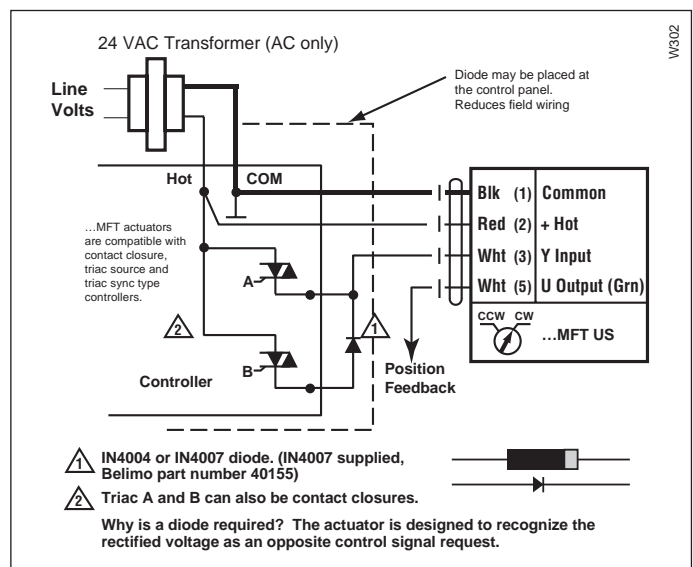 W302
24 VAC Transformer (AC only)
Line
Volts
Diode may be placed at
the control panel.
Reduces field wiring
Hot
COM
…MFT actuators
are compatible with
contact closure,
triac source and
triac sync type
controllers.
A
2
B
1
Controller
Position
Feedback
Blk (1) Common
Red (2) + Hot
Wht (3) Y Input
Wht (5) U Output (Grn)
CCW CW
…MFT US
1 IN4004 or IN4007 diode. (IN4007 supplied,
Belimo part number 40155)
2 Triac A and B can also be contact closures.
Why is a diode required? The actuator is designed to recognize the
rectified voltage as an opposite control signal request.